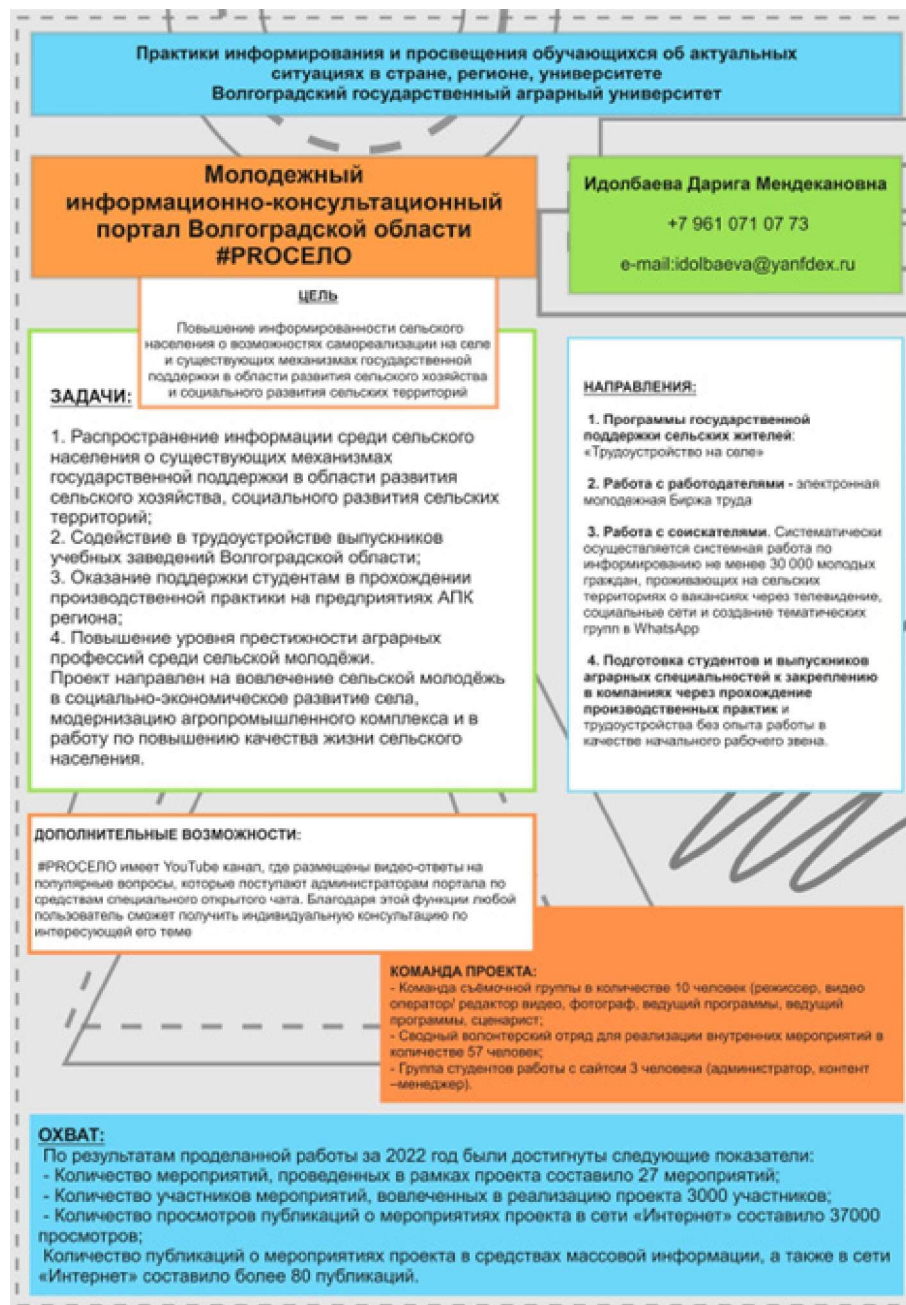 Практики информирования и просвещения обучающихся об актуальных
ситуациях в стране, регионе, университете
Волгоградский государственный аграрный университет
Молодежный
информационно-консультационный
портал Волгоградской области
#PROСЕЛО
Идолбаева Дарига Мендекановна
+7 961 071 07 73
e-mail:idolbaeva@yanfdex.ru
ЦЕЛЬ
Повышение информированности сельского
населения о возможностях самореализации на селе
и существующих механизмах государственной
поддержки в области развития сельского хозяйства
и социального развития сельских территорий
ЗАДАЧИ:
1. Распространение информации среди сельского
населения о существующих механизмах
государственной поддержки в области развития
сельского хозяйства, социального развития сельских
территорий;
2. Содействие в трудоустройстве выпускников
учебных заведений Волгоградской области;
3. Оказание поддержки студентам в прохождении
производственной практики на предприятиях АПК
региона;
4. Повышение уровня престижности аграрных
профессий среди сельской молодёжи.
Проект направлен на вовлечение сельской молодёжь
в социально-экономическое развитие села,
модернизацию агропромышленного комплекса и в
работу по повышению качества жизни сельского
населения.
НАПРАВЛЕНИЯ:
1. Программы государственной
поддержки сельских жителей:
«Трудоустройство на селе»
2. Работа с работодателями - электронная
молодежная Биржа труда
3. Работа с соискателями. Систематически
осуществляется системная работа по
информированию не менее 30 000 молодых
граждан, проживающих на сельских
территориях о вакансиях через телевидение,
социальные сети и создание тематических
групп в WhatsApp
4. Подготовка студентов и выпускников
аграрных специальностей к закреплению
в компаниях через прохождение
производственных практик и
трудоустройства без опыта работы в
качестве начального рабочего звена.
ДОПОЛНИТЕЛЬНЫЕ ВОЗМОЖНОСТИ:
#PROСЕЛО имеет YouTube канал, где размещены видео-ответы на
популярные вопросы, которые поступают администраторам портала по
средствам специального открытого чата. Благодаря этой функции любой
пользователь сможет получить индивидуальную консультацию по
интересующей его теме
КОМАНДА ПРОЕКТА:
- Команда съёмочной группы в количестве 10 человек (режиссер, видео
оператор/ редактор видео, фотограф, ведущий программы, ведущий
программы, сценарист;
- Сводный волонтерский отряд для реализации внутренних мероприятий в
количестве 57 человек;
- Группа студентов работы с сайтом 3 человека (администратор, контент
–менеджер).
ОХВАТ:
По результатам проделанной работы за 2022 год были достигнуты следующие показатели:
- Количество мероприятий, проведенных в рамках проекта составило 27 мероприятий;
- Количество участников мероприятий, вовлеченных в реализацию проекта 3000 участников;
- Количество просмотров публикаций о мероприятиях проекта в сети «Интернет» составило 37000
просмотров;
Количество публикаций о мероприятиях проекта в средствах массовой информации, а также в сети
«Интернет» составило более 80 публикаций.